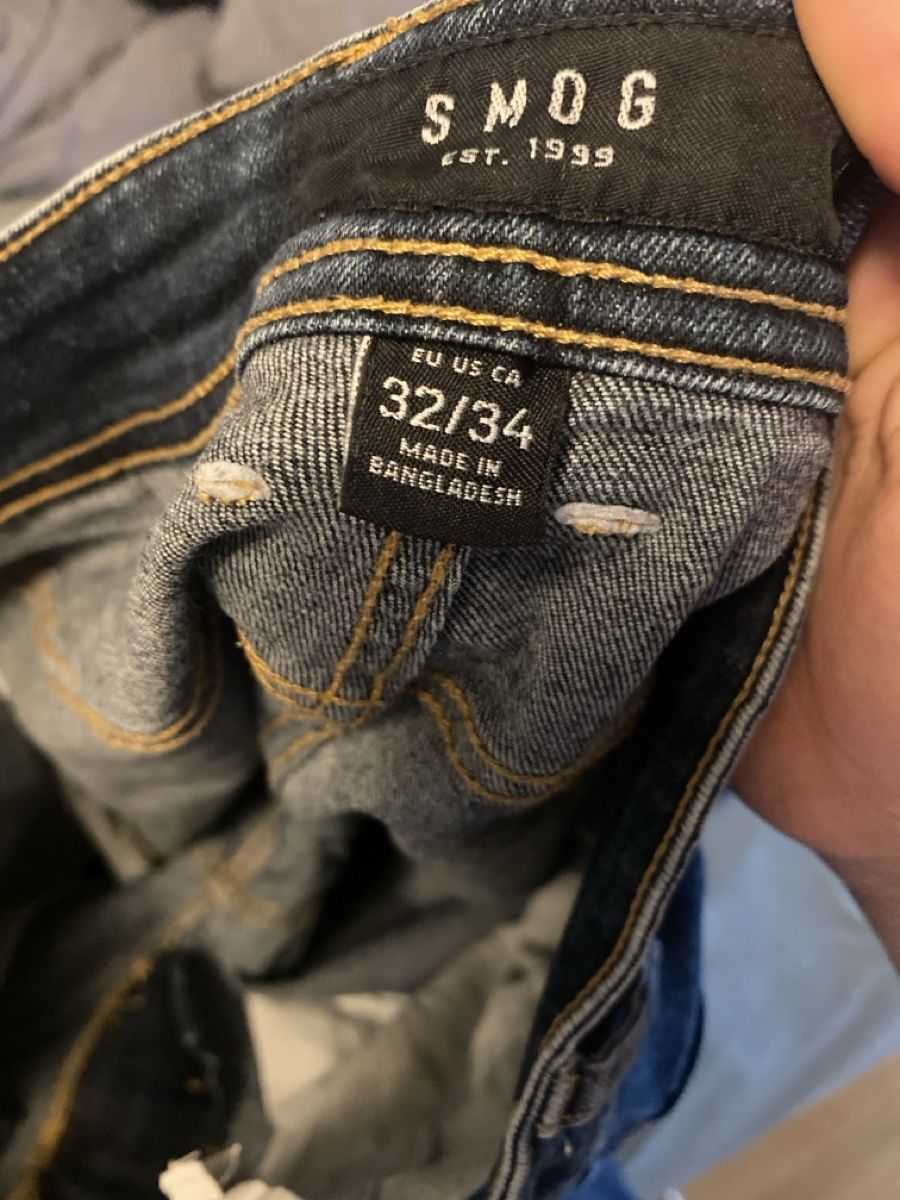 SMOG
EST. 1999
EU US CA
32/34
MADE IN
BANGLADESH